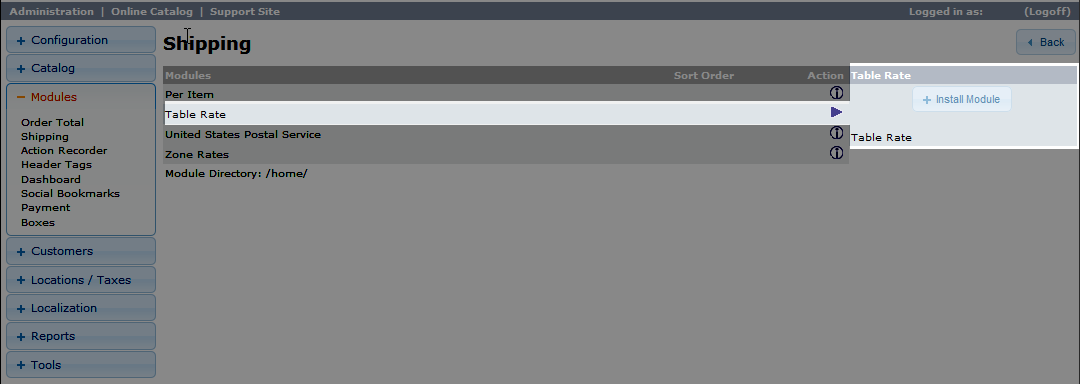 Administration | Online Catalog | Support Site Logged in as: (Logoff)
+ Configuration
+ Catalog
− Modules
Order Total
Shipping
Action Recorder
Header Tags
Dashboard
Social Bookmarks
Payment
Boxes
+ Customers
+ Locations / Taxes
+ Localization
+ Reports
+ Tools
Shipping
Back
Modules Sort Order Action
Per Item
Table Rate
United States Postal Service
Zone Rates
Module Directory: /home/
Table Rate
+ Install Module
Table Rate